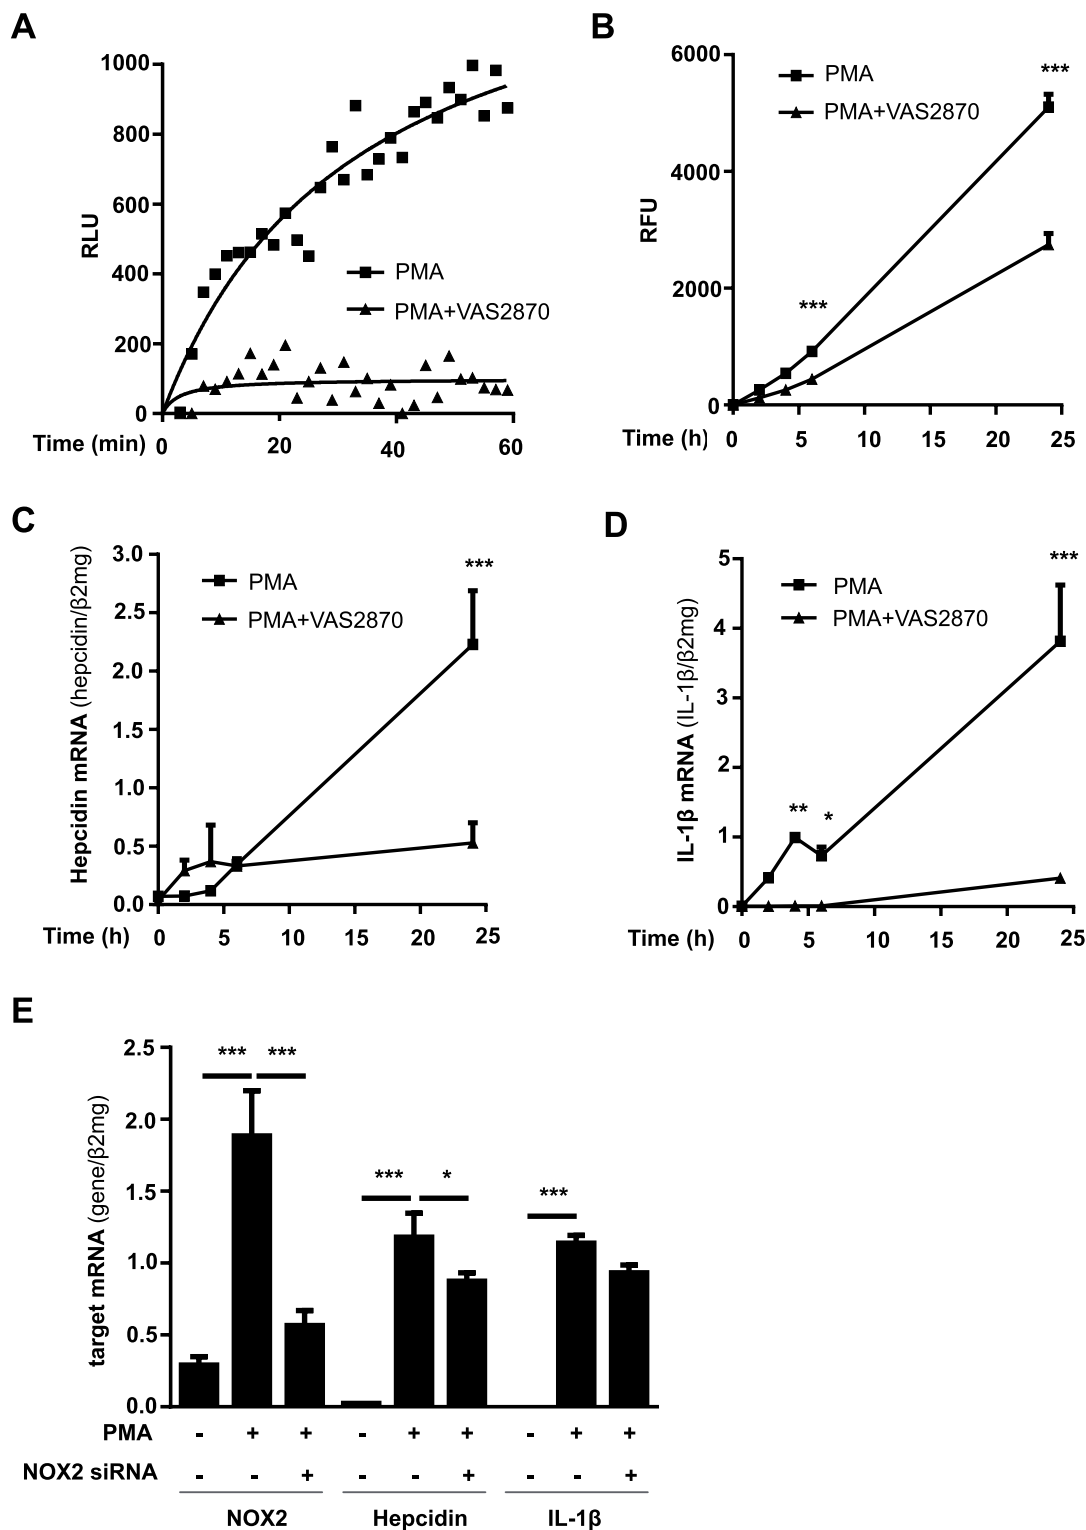 A
1000
800
600
400
200
0
RLU
PMA
PMA+VAS2870
Time (min)
0
20
40
60
B
6000
4000
2000
0
RFU
PMA
PMA+VAS2870
***
***
Time (h)
0
5
10
15
20
25
C
3.0
2.5
2.0
1.5
1.0
0.5
0.0
Hepcidin mRNA (hepcidin/β2mg)
PMA
PMA+VAS2870
***
Time (h)
0
5
10
15
20
25
D
5
4
3
2
1
0
IL-1β mRNA (IL-1β/β2mg)
PMA
PMA+VAS2870
***
**
*
Time (h)
0
5
10
15
20
25
E
2.5
2.0
1.5
1.0
0.5
0.0
target mRNA (gene/β2mg)
*** ***
*** *
***
PMA - + + - + + - + +
NOX2 siRNA - - + - - + - - +
NOX2 Hepcidin IL-1β